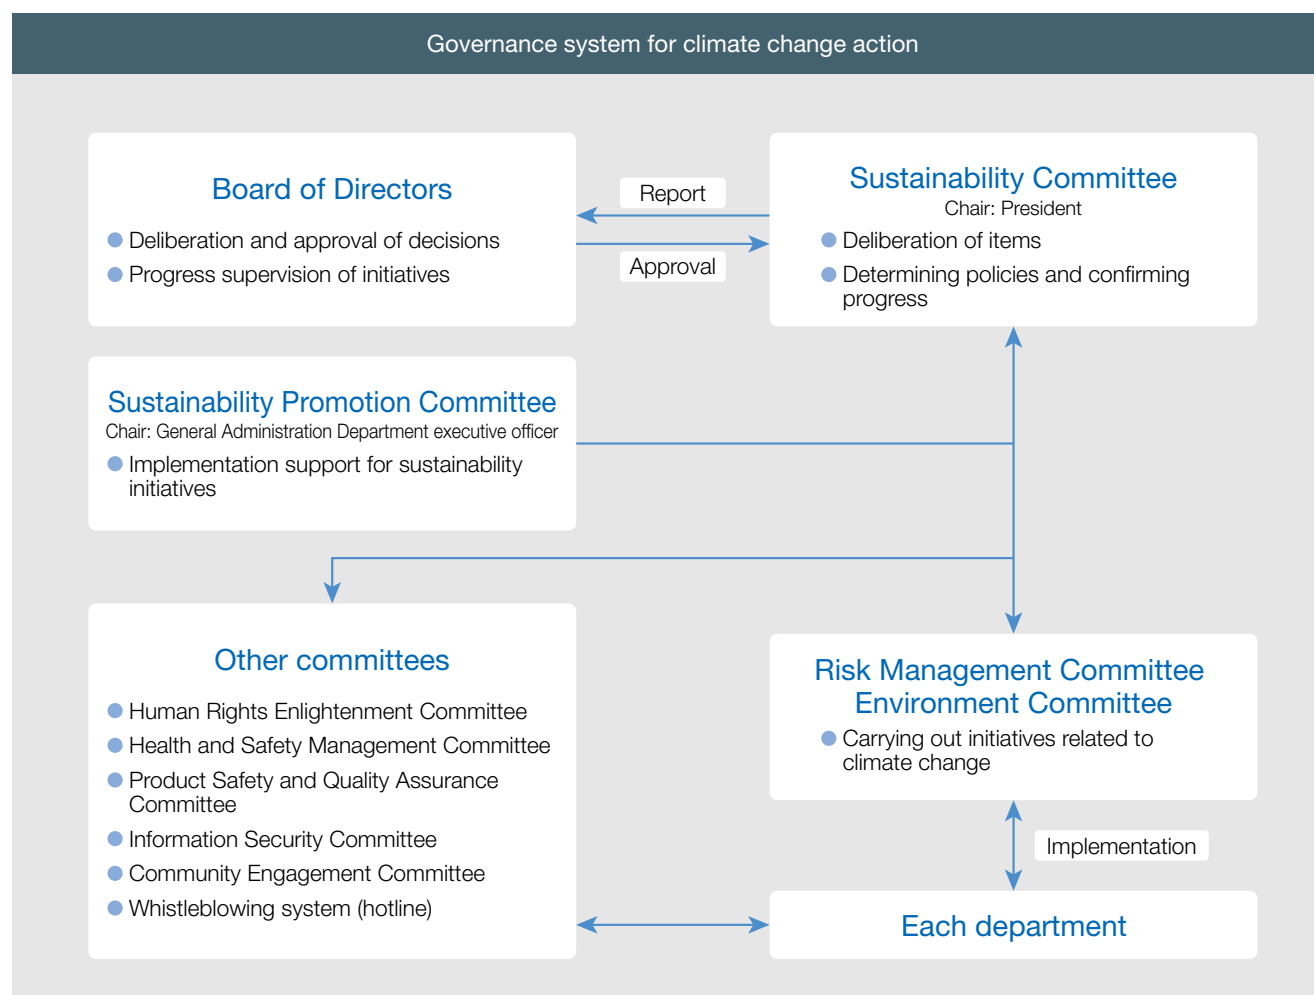 Governance system for climate change action
Board of Directors
Deliberation and approval of decisions
Progress supervision of initiatives
Report
Approval
Sustainability Committee
Chair: President
Deliberation of items
Determining policies and confirming
progress
Sustainability Promotion Committee
Chair: General Administration Department executive officer
Implementation support for sustainability
initiatives
Other committees
Human Rights Enlightenment Committee
Health and Safety Management Committee
Product Safety and Quality Assurance
Committee
Information Security Committee
Community Engagement Committee
Whistleblowing system (hotline)
Risk Management Committee
Environment Committee
Carrying out initiatives related to
climate change
Implementation
Each department